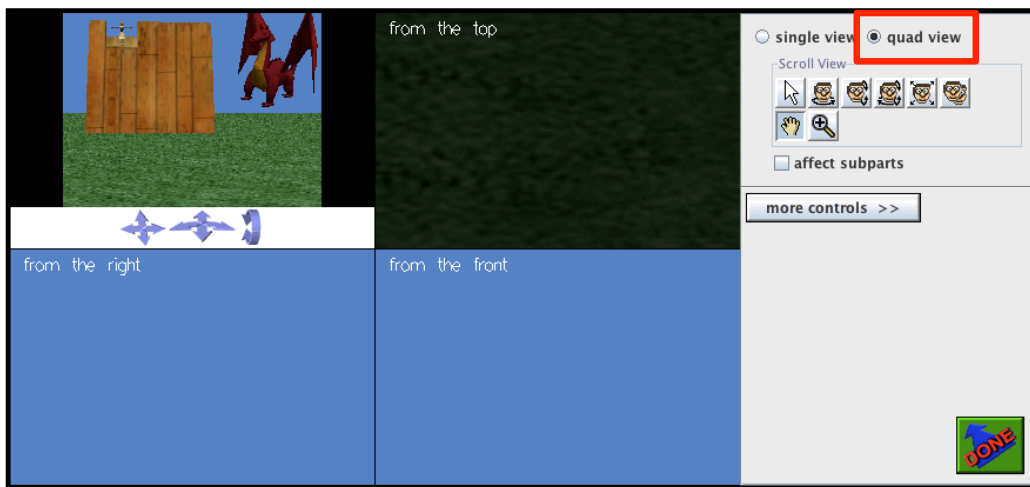 from the top
single view quad view
Scroll View
affect subparts
more controls >>
from the right
from the front
DONE